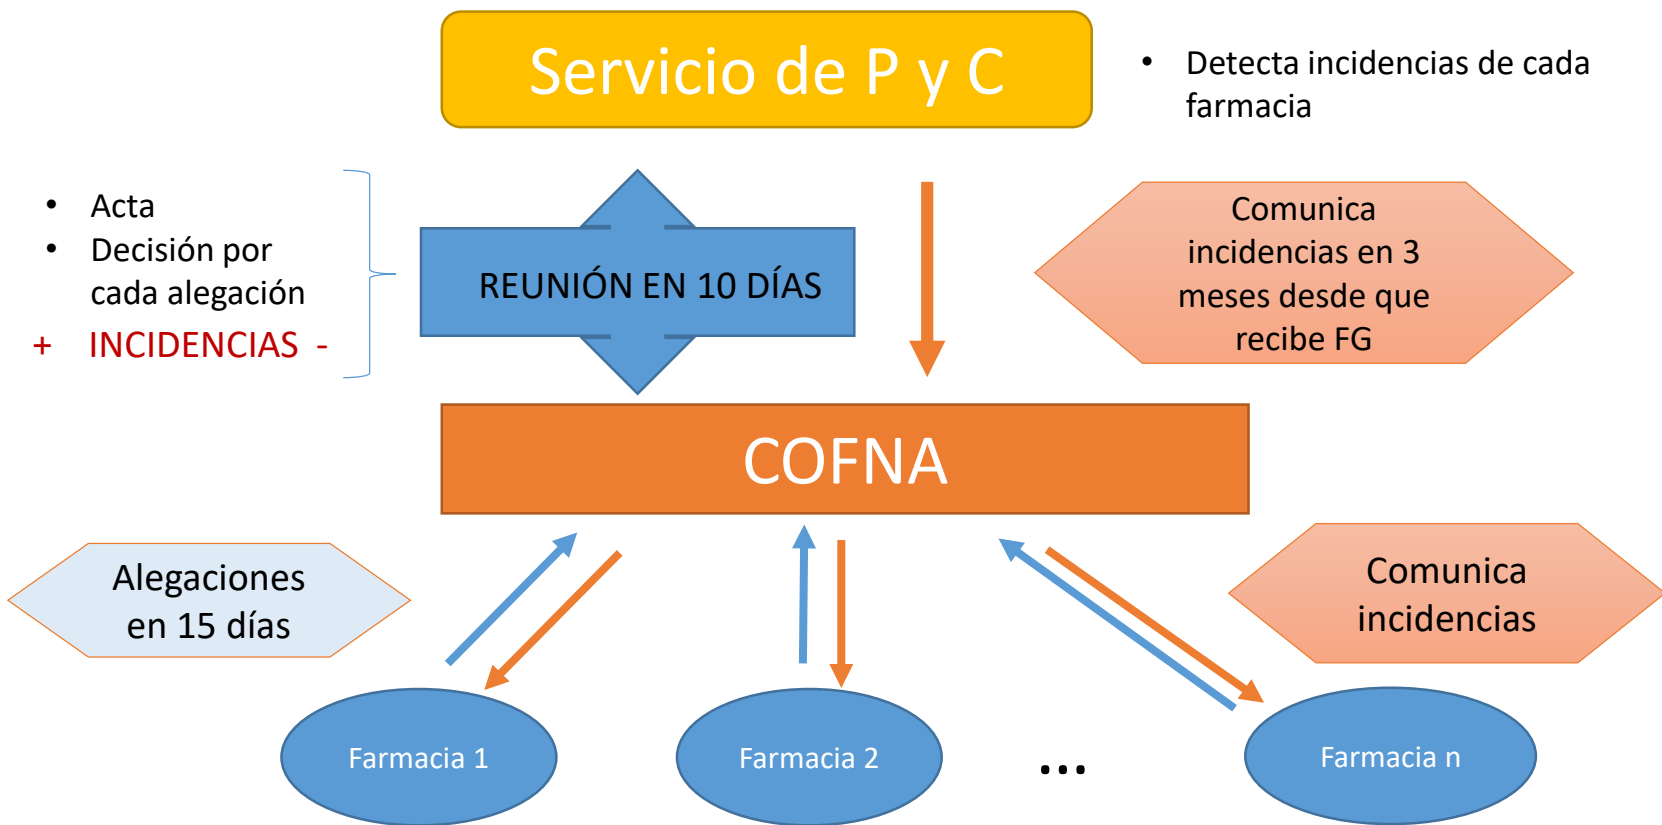 Servicio de P y C
• Detecta incidencias de cada
farmacia
• Acta
• Decisión por
cada alegación
+ INCIDENCIAS -
REUNIÓN EN 10 DÍAS
Comunica
incidencias en 3
meses desde que
recibe FG
COFNA
Alegaciones
en 15 días
Comunica
incidencias
Farmacia 1
Farmacia 2
...
Farmacia n